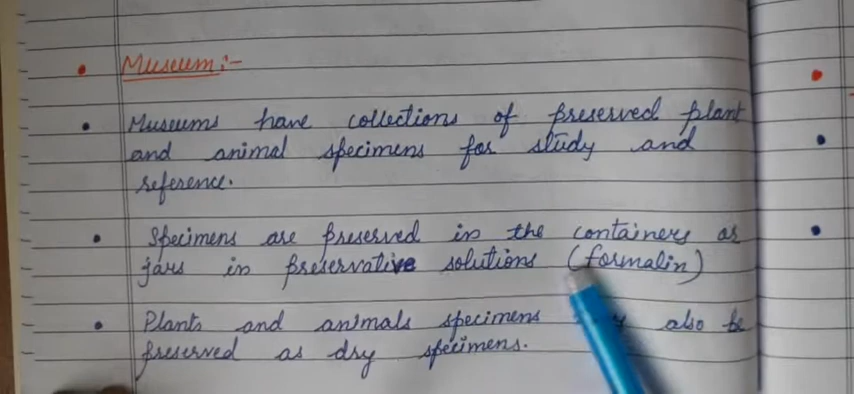 Museum:-
Museums have collections of preserved plant
and animal specimens for study and
reference.
Specimens are preserved in the containers or
jars in preservative solutions (formalin)
Plants and animals specimens also be
preserved as dry specimens.